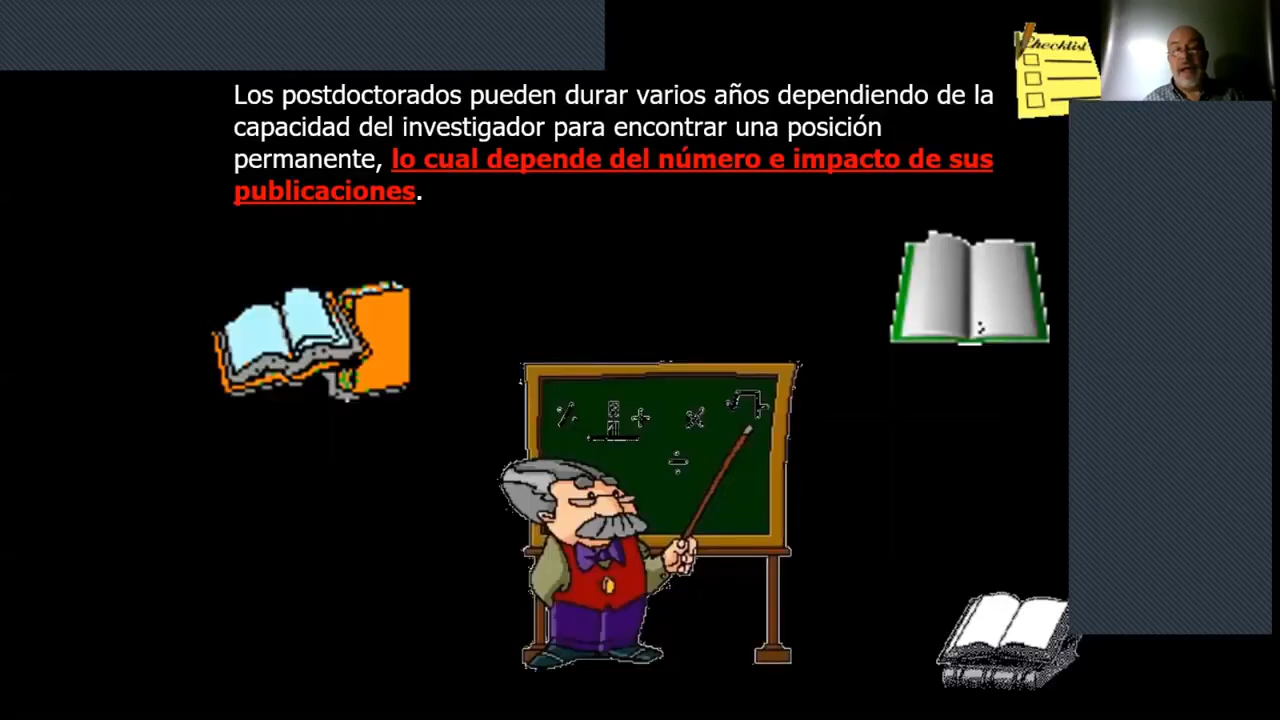 Checklist
Los postdoctorados pueden durar varios años dependiendo de la
capacidad del investigador para encontrar una posición
permanente, lo cual depende del número e impacto de sus
publicaciones.